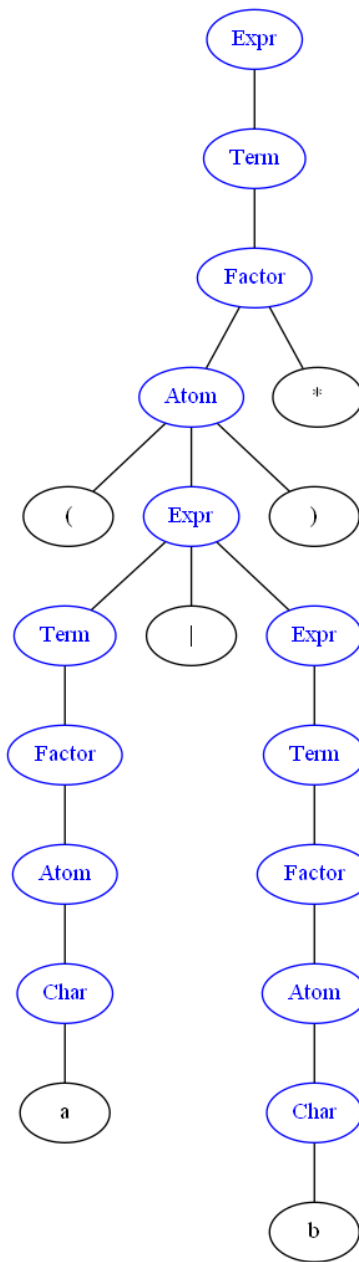 Expr
Term
Factor
Atom *
( Expr )
Term | Expr
Factor Term
Atom Factor
Char Atom
a Char
b